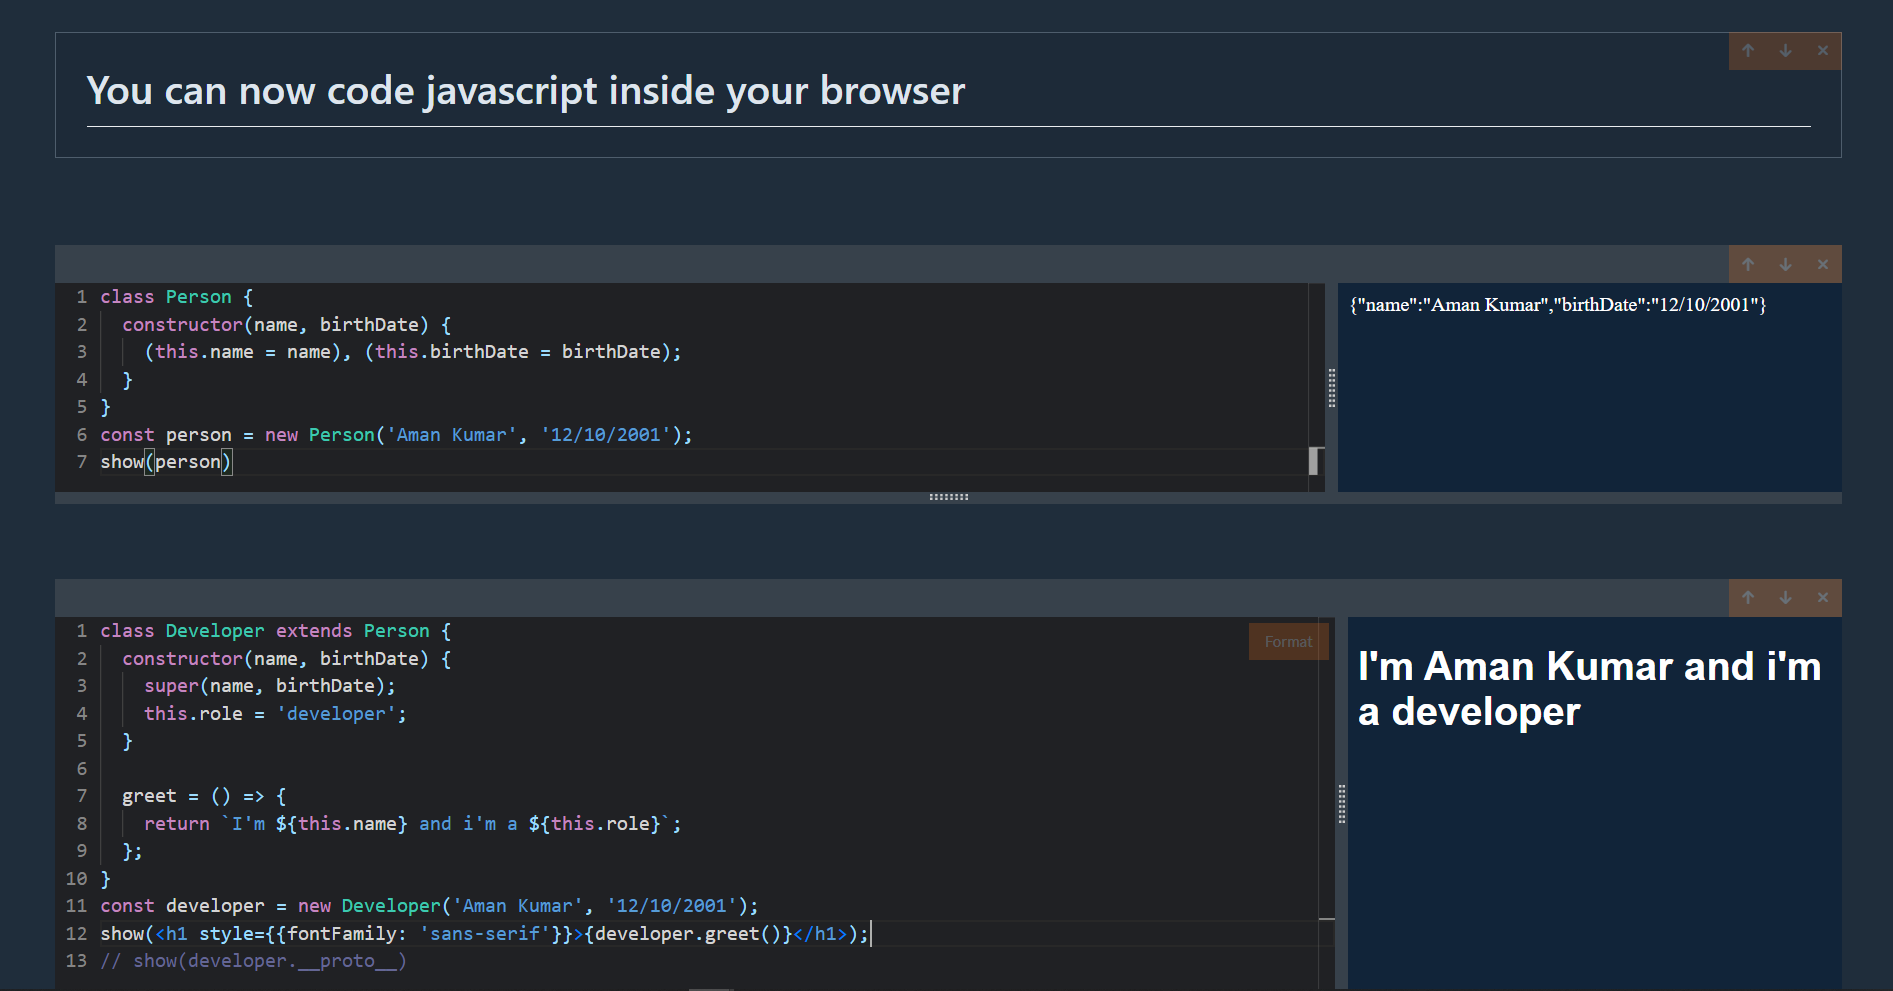 You can now code javascript inside your browser
1 class Person {
2   constructor(name, birthDate) {
3     (this.name = name), (this.birthDate = birthDate);
4   }
5 }
6 const person = new Person('Aman Kumar', '12/10/2001');
7 show(person)
{"name":"Aman Kumar","birthDate":"12/10/2001"}
1 class Developer extends Person {
2   constructor(name, birthDate) {
3     super(name, birthDate);
4     this.role = 'developer';
5   }
6
7   greet = () => {
8     return `I'm ${this.name} and i'm a ${this.role}`;
9   };
10 }
11 const developer = new Developer('Aman Kumar', '12/10/2001');
12 show(<h1 style={{fontFamily: 'sans-serif'}}>{developer.greet()}</h1>);
13 // show(developer.__proto__)
Format
I'm Aman Kumar and i'm
a developer